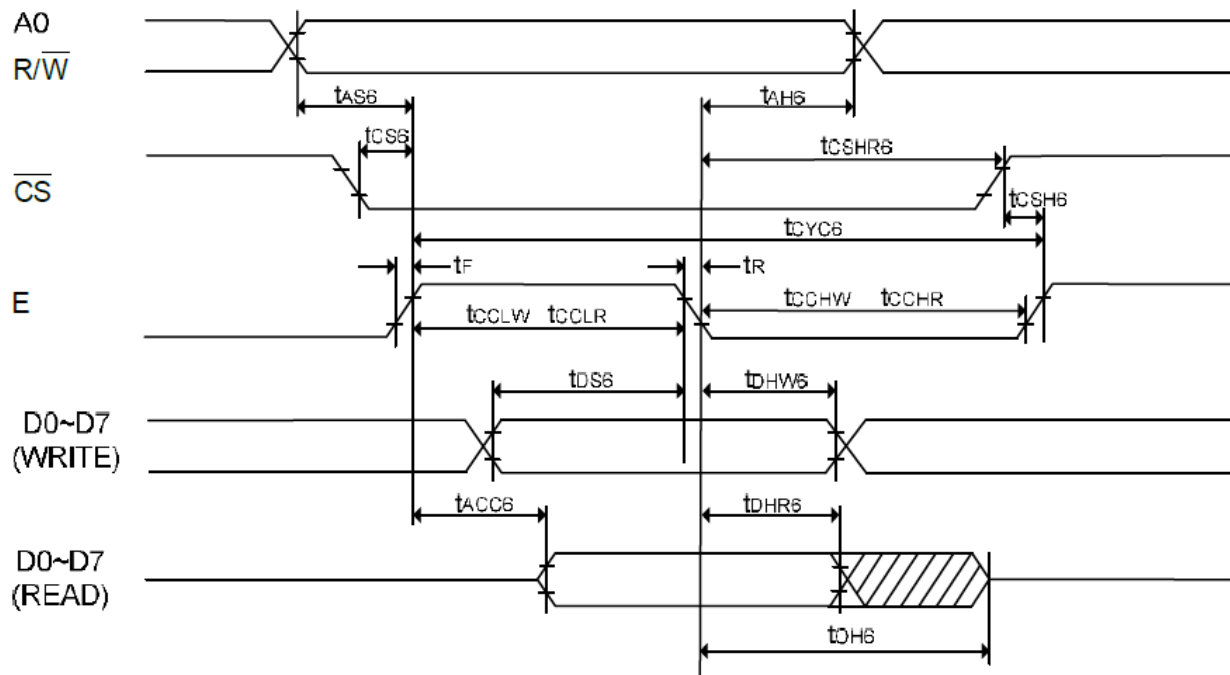 A0
R/W̅
tAS6
tAH6
tCS6
tCSHR6
C̅S̅
tCSH6
tCYC6
tF
tR
E
tCCLW tCCLR
tCCHW tCCHR
tDS6
tDHW6
D0~D7
(WRITE)
tACC6
tDHR6
D0~D7
(READ)
tOH6